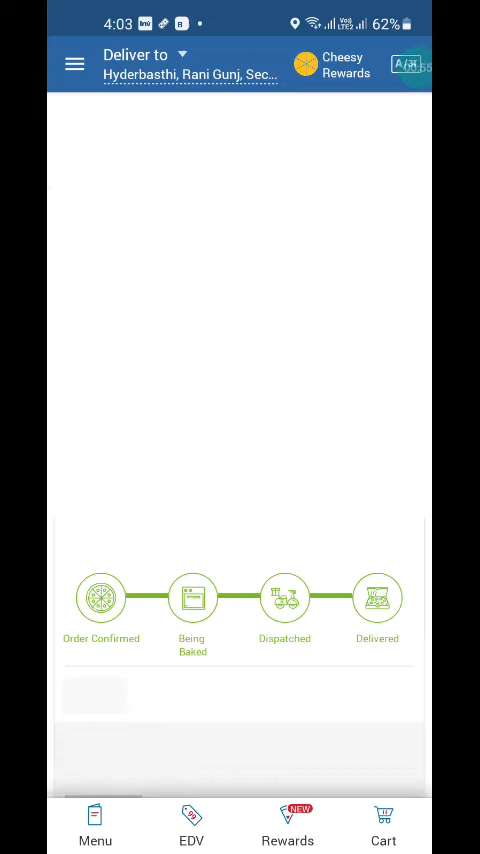 4:03
62%
Deliver to
Hyderbasthi, Rani Gunj, Sec...
Cheesy
Rewards
A/अ
Order Confirmed
Being
Baked
Dispatched
Delivered
Menu
99
EDV
NEW
Rewards
Cart